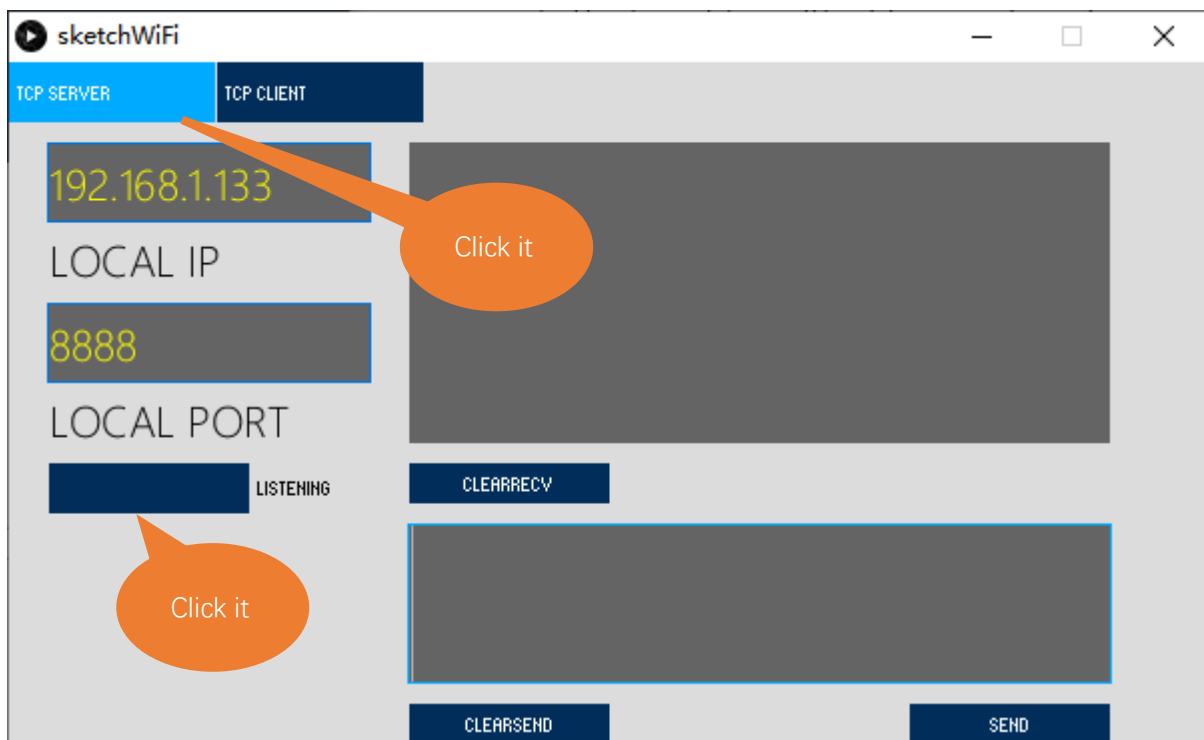 sketchWiFi
TCP SERVER
TCP CLIENT
192.168.1.133
LOCAL IP
Click it
8888
LOCAL PORT
LISTENING
CLEARRECV
Click it
CLEARSEND
SEND